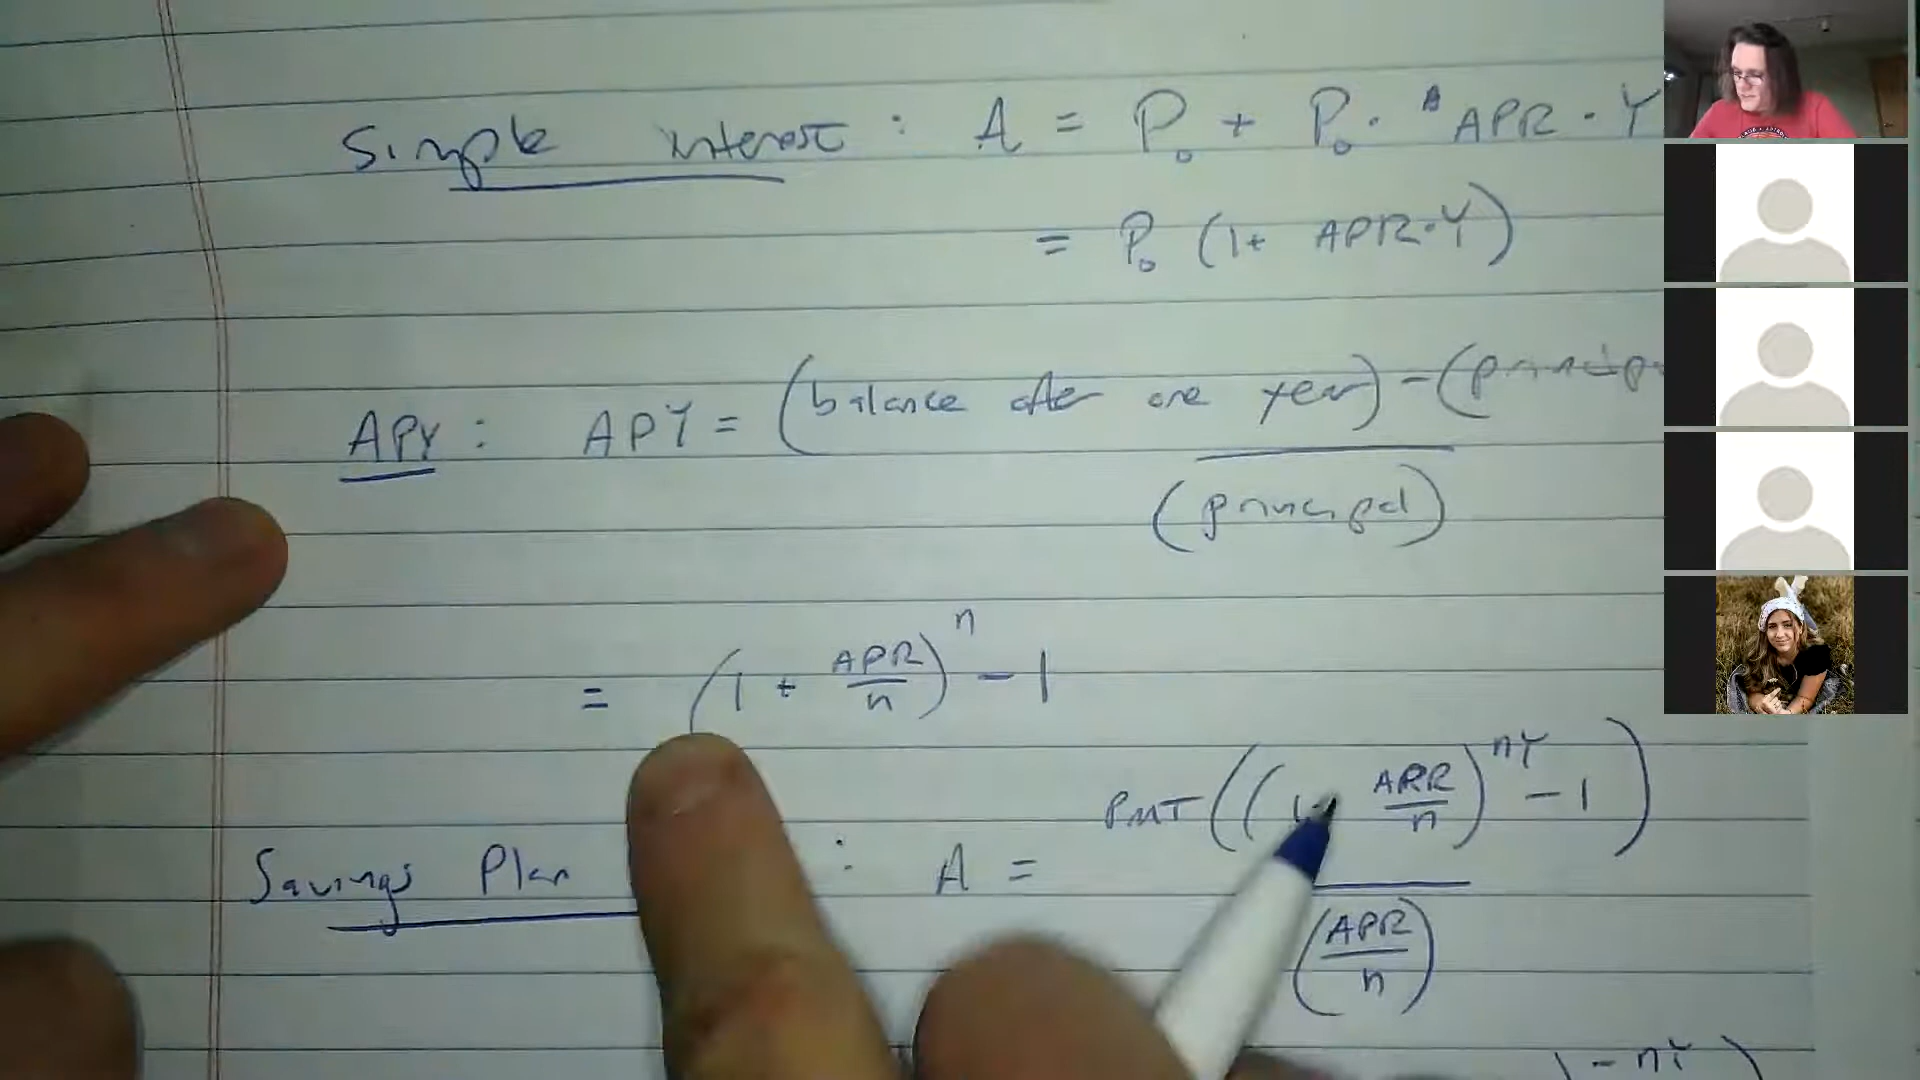 Simple interest : A = P₀ + P₀ · APR · Y
= P₀ (1 + APR·Y)
APY : APY = (balance after one year) - (princip
(principal)
= (1 + APR/n)ⁿ - 1
PMT((1+ APR/n)ⁿʸ - 1)
Savings Plan : A =
(APR/n)
-nY)